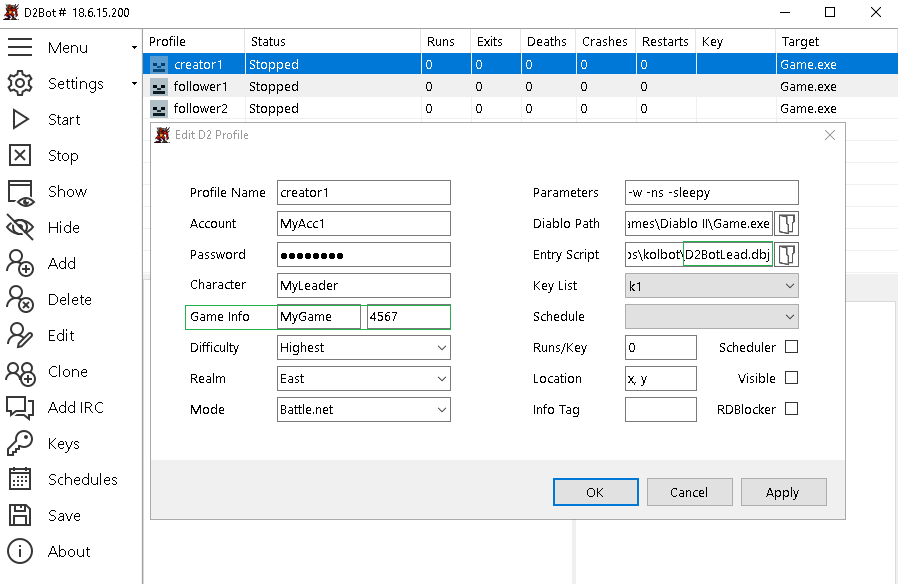 D2Bot # 18.6.15.200
Menu
Settings
Start
Stop
Show
Hide
Add
Delete
Edit
Clone
Add IRC
Keys
Schedules
Save
About
Profile Status Runs Exits Deaths Crashes Restarts Key Target
creator1 Stopped 0 0 0 0 0 Game.exe
follower1 Stopped 0 0 0 0 0 Game.exe
follower2 Stopped 0 0 0 0 0 Game.exe
Edit D2 Profile
Profile Name creator1
Account MyAcc1
Password ●●●●●●●●
Character MyLeader
Game Info MyGame 4567
Difficulty Highest
Realm East
Mode Battle.net
Parameters -w -ns -sleepy
Diablo Path ames\Diablo II\Game.exe
Entry Script os\kolbot\D2BotLead.dbj
Key List k1
Schedule
Runs/Key 0 Scheduler
Location x, y Visible
Info Tag RDBlocker
OK Cancel Apply